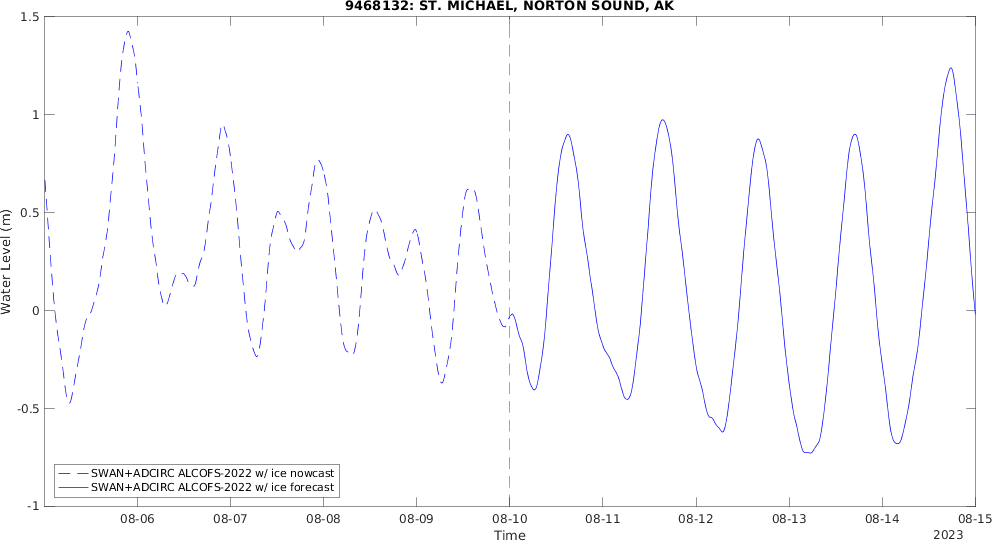 9468132: ST. MICHAEL, NORTON SOUND, AK
1.5
1
0.5
0
-0.5
-1
Water Level (m)
SWAN+ADCIRC ALCOFS-2022 w/ ice nowcast
SWAN+ADCIRC ALCOFS-2022 w/ ice forecast
08-06 08-07 08-08 08-09 08-10 08-11 08-12 08-13 08-14 08-15
Time
2023